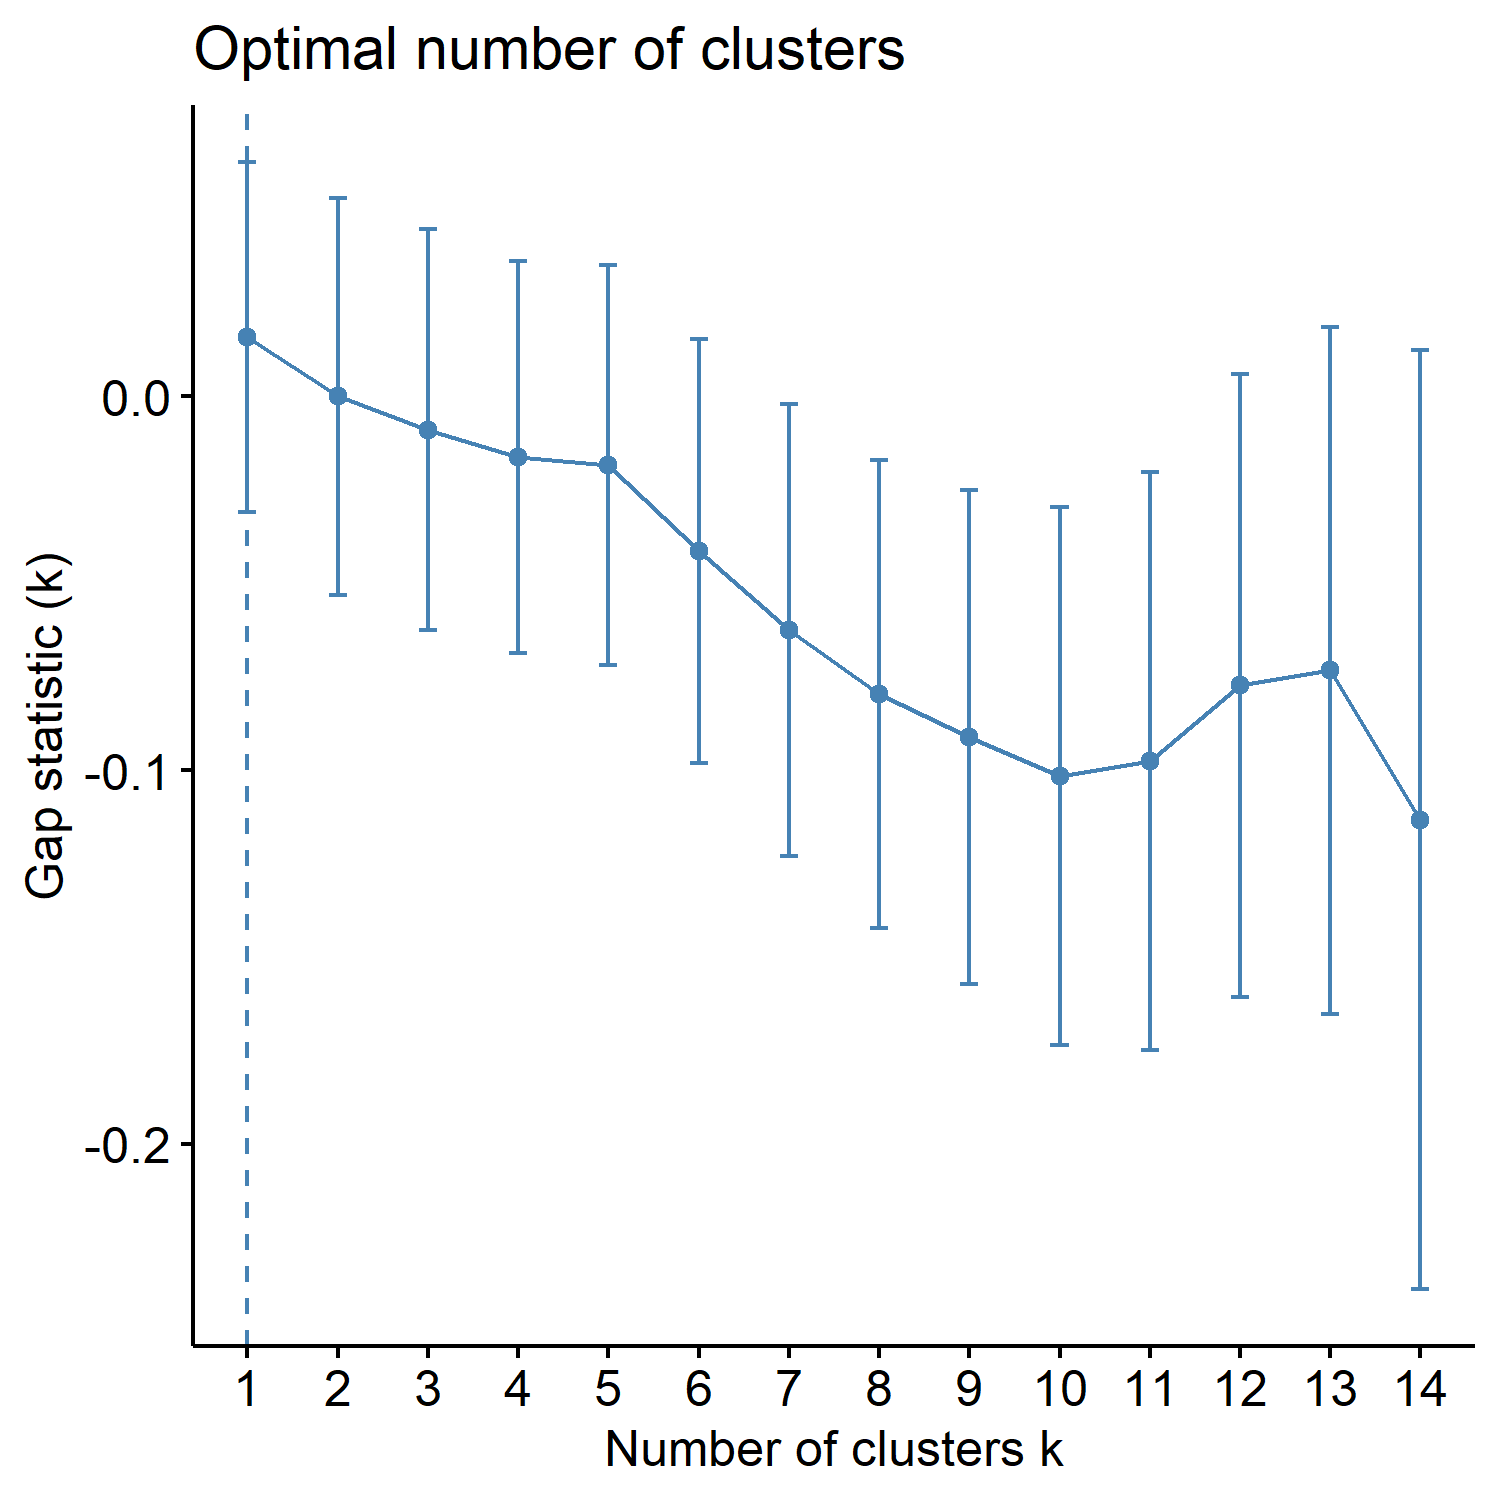 Optimal number of clusters
Gap statistic (k)
0.0
-0.1
-0.2
1 2 3 4 5 6 7 8 9 10 11 12 13 14
Number of clusters k